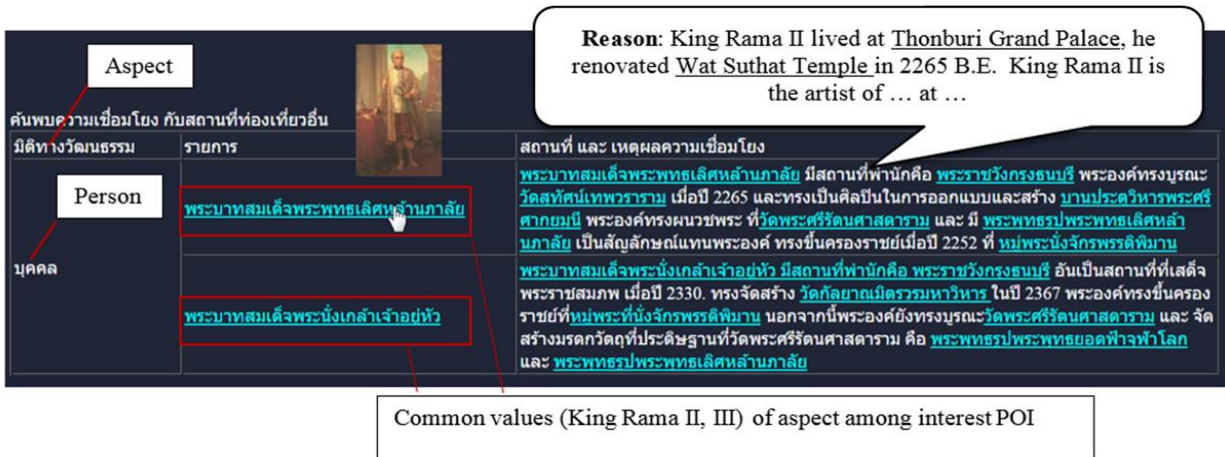 Reason: King Rama II lived at Thonburi Grand Palace, he
renovated Wat Suthat Temple in 2265 B.E. King Rama II is
the artist of … at …
Aspect
ค้นพบความเชื่อมโยง กับสถานที่ท่องเที่ยวอื่น
มิติทางวัฒนธรรม
รายการ
สถานที่ และ เหตุผลความเชื่อมโยง
Person
บุคคล
พระบาทสมเด็จพระพุทธเลิศหล้านภาลัย
พระบาทสมเด็จพระพุทธเลิศหล้านภาลัย มีสถานที่พำนักคือ พระราชวังกรุงธนบุรี พระองค์ทรงบูรณะ
วัดสุทัศน์เทพวราราม เมื่อปี 2265 และทรงเป็นศิลปินในการออกแบบและสร้าง บานประตูวิหารพระศรี
ศากยมุนี พระองค์ทรงผนวชพระ ที่วัดพระศรีรัตนศาสดาราม และ มี พระพุทธรูปพระพุทธเลิศหล้า
นภาลัย เป็นสัญลักษณ์แทนพระองค์ ทรงขึ้นครองราชย์เมื่อปี 2252 ที่ หมู่พระนั่งจักรพรรดิพิมาน
พระบาทสมเด็จพระนั่งเกล้าเจ้าอยู่หัว
พระบาทสมเด็จพระนั่งเกล้าเจ้าอยู่หัว มีสถานที่พำนักคือ พระราชวังกรุงธนบุรี อันเป็นสถานที่ที่เสด็จ
พระราชสมภพ เมื่อปี 2330. ทรงจัดสร้าง วัดกัลยาณมิตรวรมหาวิหาร ในปี 2367 พระองค์ทรงขึ้นครอง
ราชย์ที่หมู่พระที่นั่งจักรพรรดิพิมาน นอกจากนี้พระองค์ยังทรงบูรณะวัดพระศรีรัตนศาสดาราม และ จัด
สร้างมรดกวัตถุที่ประดิษฐานที่วัดพระศรีรัตนศาสดาราม คือ พระพุทธรูปพระพุทธยอดฟ้าจุฬาโลก
และ พระพุทธรูปพระพุทธเลิศหล้านภาลัย
Common values (King Rama II, III) of aspect among interest POI